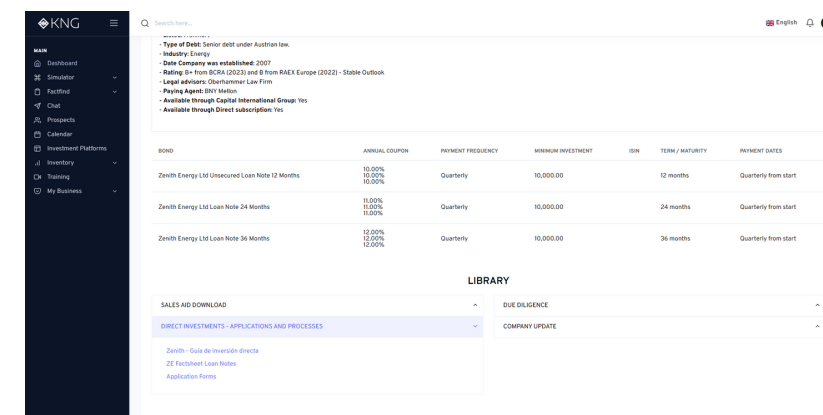 KNG
Search here...
English
MAIN
Dashboard
Simulator
Factfind
Chat
Prospects
Calendar
Investment Platforms
Inventory
Training
My Business
- Type of Debt: Senior debt under Austrian law.
- Industry: Energy
- Date Company was established: 2007
- Rating: B+ from BCRA (2023) and B from RAEX Europe (2022) - Stable Outlook
- Legal advisors: Oberhammer Law Firm
- Paying Agent: BNY Mellon
- Available through Capital International Group: Yes
- Available through Direct subscription: Yes
BOND ANNUAL COUPON PAYMENT FREQUENCY MINIMUM INVESTMENT ISIN TERM / MATURITY PAYMENT DATES
10.00%
Zenith Energy Ltd Unsecured Loan Note 12 Months 10.00% Quarterly 10,000.00 12 months Quarterly from start
10.00%
11.00%
Zenith Energy Ltd Loan Note 24 Months 11.00% Quarterly 10,000.00 24 months Quarterly from start
11.00%
12.00%
Zenith Energy Ltd Loan Note 36 Months 12.00% Quarterly 10,000.00 36 months Quarterly from start
12.00%
LIBRARY
SALES AID DOWNLOAD
DUE DILIGENCE
DIRECT INVESTMENTS - APPLICATIONS AND PROCESSES
COMPANY UPDATE
Zenith - Guía de inversión directa
ZE Factsheet Loan Notes
Application Forms